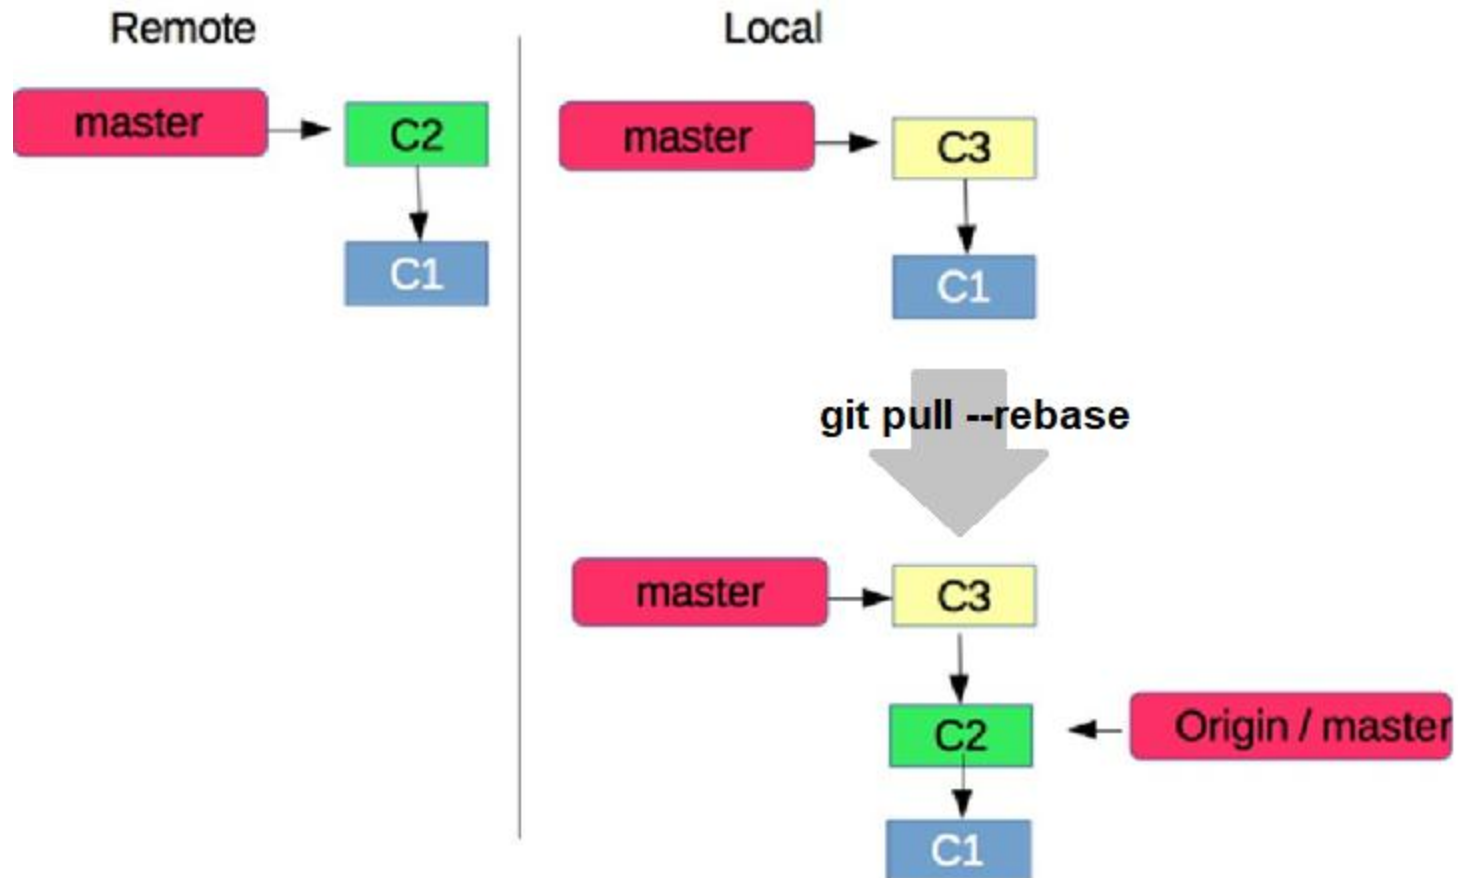 Remote
Local
master
C2
C1
master
C3
C1
git pull --rebase
master
C3
C2
Origin / master
C1